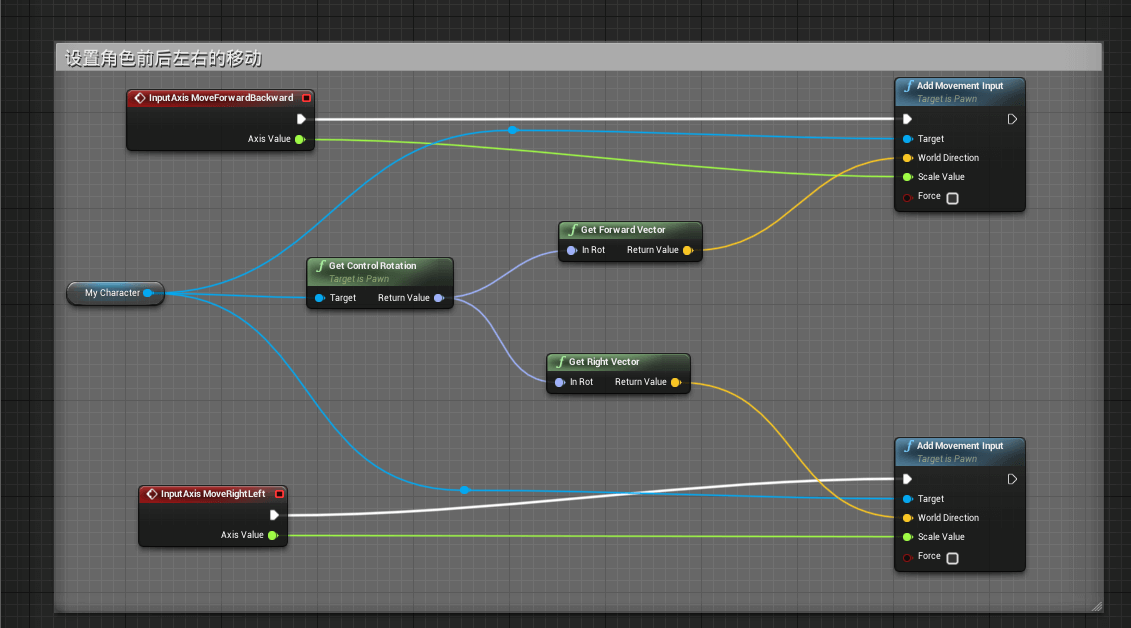 设置角色前后左右的移动
InputAxis MoveForwardBackward
Axis Value
Add Movement Input
Target is Pawn
Target
World Direction
Scale Value
Force
Get Forward Vector
In Rot Return Value
Get Control Rotation
Target is Pawn
Target Return Value
My Character
Get Right Vector
In Rot Return Value
InputAxis MoveRightLeft
Axis Value
Add Movement Input
Target is Pawn
Target
World Direction
Scale Value
Force